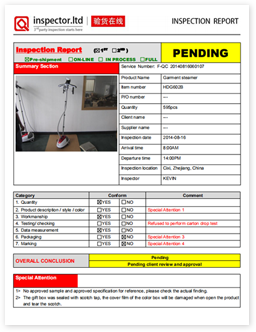 inspector.ltd 验货在线 INSPECTION REPORT
3rd party inspection starts here
Inspection Report (☒1st ☐2nd) PENDING
☒Pre-shipment ☐ON-LINE ☐IN PROCESS ☐FULL
Summary Section Service Number: F-QC 20140816060107
Product Name Garment steamer
Item number HDG6028
P/O number ---
Quantity 595pcs
Client name ---
Supplier name ---
Inspection date 2014-08-16
Arrival time 8:00AM
Departure time 14:00PM
Inspection location Cixi, Zhejiang, China
Inspector KEVIN
Category Conform Comment
1- Quantity ☒YES ☐NO
2- Product description / style / color ☐YES ☐NO Special Attention 1
3- Workmanship ☒YES ☐NO
4- Testing/ checking ☐YES ☐NO Refused to perform carton drop test
5- Data measurement ☒YES ☐NO
6- Packaging ☐YES ☒NO Special Attention 3
7- Marking ☐YES ☒NO Special Attention 4
OVERALL CONCLUSION Pending
Pending client review and approval
Special Attention
1- No approved sample and approved specification for reference, please check the actual finding.
2- The gift box was sealed with scotch tap, the cover film of the color box will be damaged when open the product
and tear the scotch.